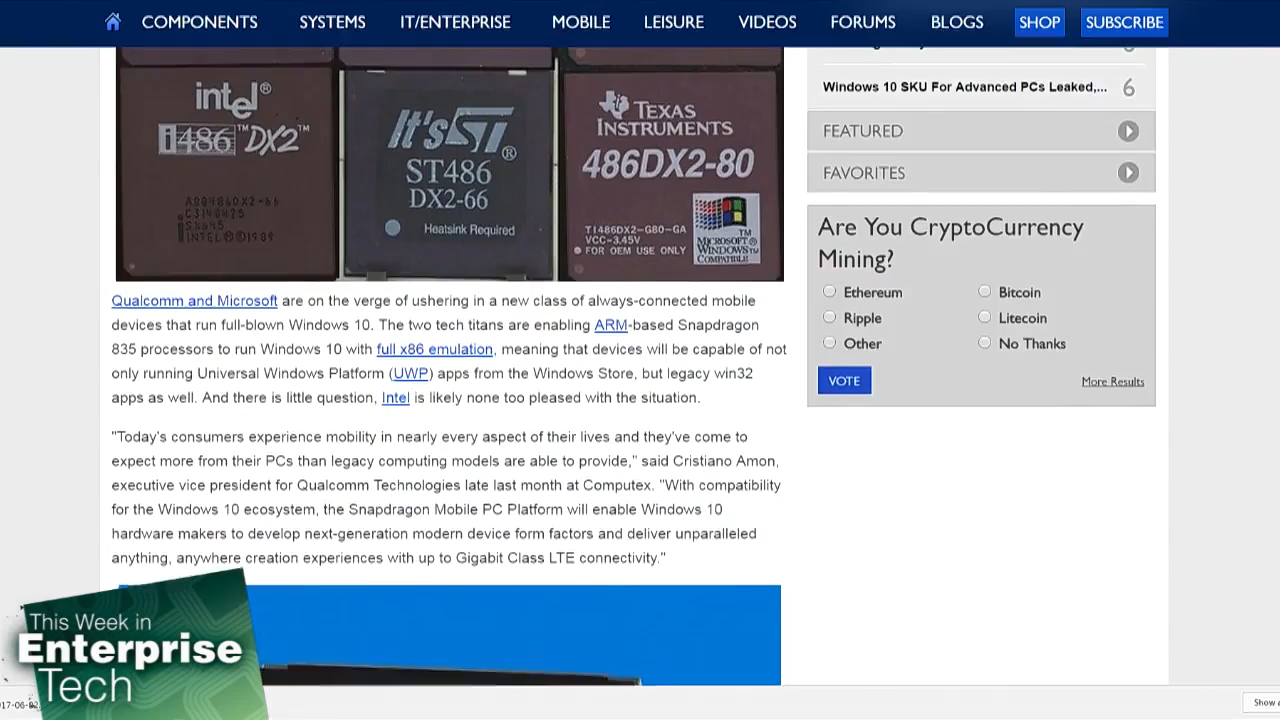 COMPONENTS SYSTEMS IT/ENTERPRISE MOBILE LEISURE VIDEOS FORUMS BLOGS SHOP SUBSCRIBE
intel®
i486™DX2™
A80486DX2-66
INTEL ©1989
It's ST®
ST486
DX2-66
Heatsink Required
TEXAS
INSTRUMENTS
486DX2-80
TI486DX2-G80-GA
VCC-3.45V
FOR OEM USE ONLY
MICROSOFT®
WINDOWS™
COMPATIBLE
Windows 10 SKU For Advanced PCs Leaked,... 6
FEATURED
FAVORITES
Are You CryptoCurrency
Mining?
Ethereum Bitcoin
Ripple Litecoin
Other No Thanks
VOTE More Results
Qualcomm and Microsoft are on the verge of ushering in a new class of always-connected mobile
devices that run full-blown Windows 10. The two tech titans are enabling ARM-based Snapdragon
835 processors to run Windows 10 with full x86 emulation, meaning that devices will be capable of not
only running Universal Windows Platform (UWP) apps from the Windows Store, but legacy win32
apps as well. And there is little question, Intel is likely none too pleased with the situation.
"Today's consumers experience mobility in nearly every aspect of their lives and they've come to
expect more from their PCs than legacy computing models are able to provide," said Cristiano Amon,
executive vice president for Qualcomm Technologies late last month at Computex. "With compatibility
for the Windows 10 ecosystem, the Snapdragon Mobile PC Platform will enable Windows 10
hardware makers to develop next-generation modern device form factors and deliver unparalleled
anything, anywhere creation experiences with up to Gigabit Class LTE connectivity."
This Week in
Enterprise
Tech
Show